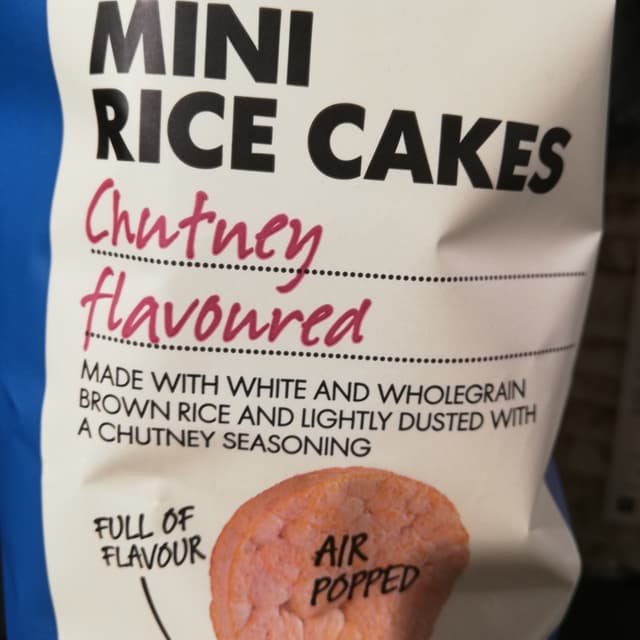 MINI
RICE CAKES
Chutney
flavoured
MADE WITH WHITE AND WHOLEGRAIN
BROWN RICE AND LIGHTLY DUSTED WITH
A CHUTNEY SEASONING
FULL OF
FLAVOUR
AIR
POPPED